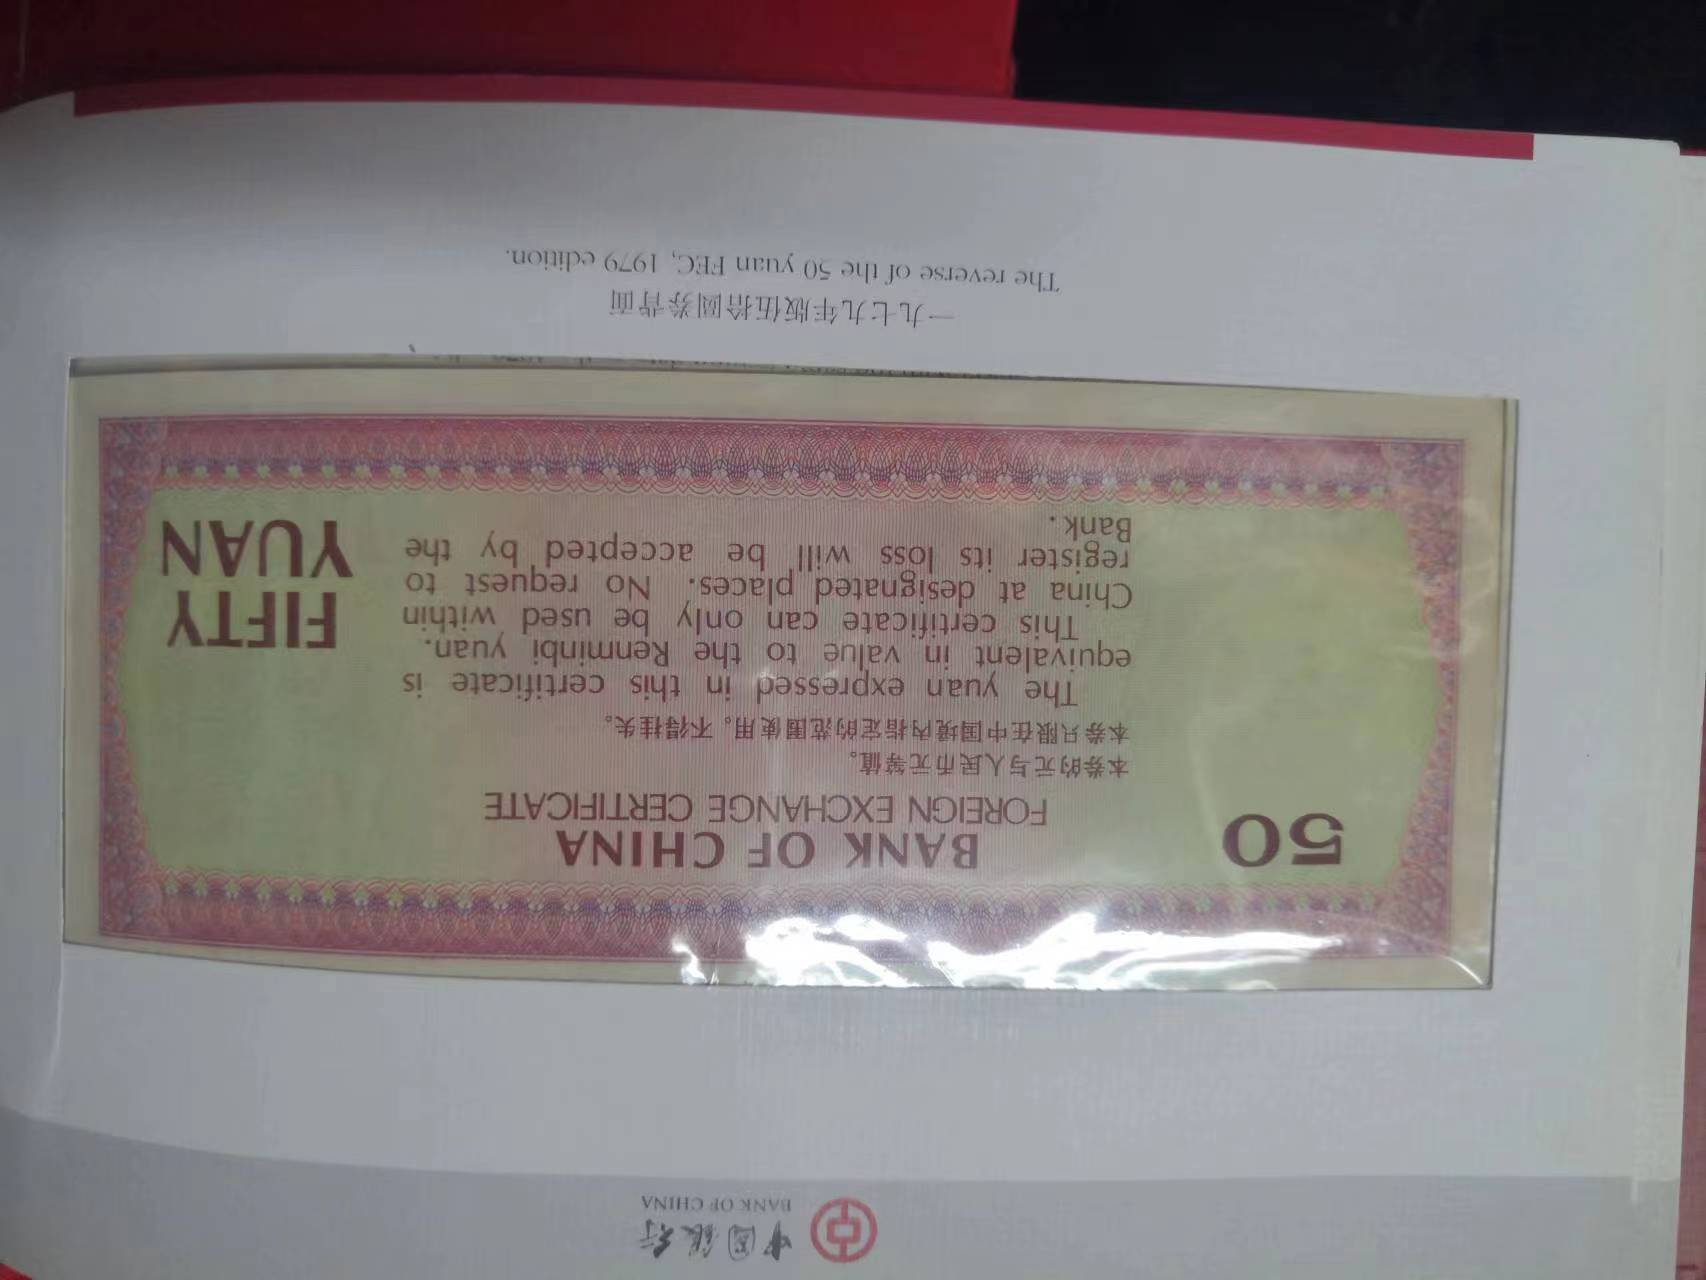 中国银行
BANK OF CHINA
50
BANK OF CHINA
FOREIGN EXCHANGE CERTIFICATE
本券的元与人民币元等值。
本券只限在中国境内指定的范围使用。不得挂失。
The yuan expressed in this certificate is
equivalent in value to the Renminbi yuan.
This certificate can only be used within
China at designated places. No request to
register its loss will be accepted by the
Bank.
FIFTY
YUAN
一九七九年版伍拾圆券背面
The reverse of the 50 yuan FEC, 1979 edition.